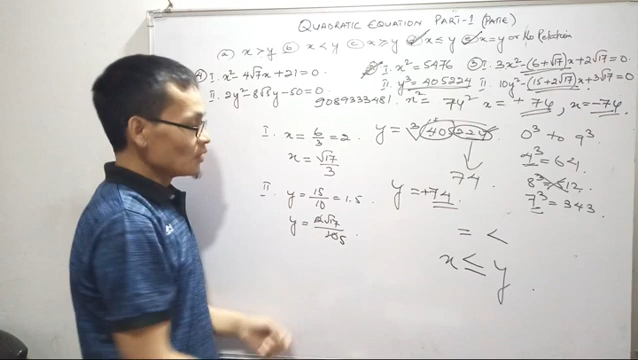 QUADRATIC EQUATION PART-1 (PATIE)
(a) x > y (b) x < y (c) x ≥ y (d) x ≤ y (e) x = y or No Relation
(4) I. x² - 4√7x + 21 = 0.
II. 2y² - 8√3y - 50 = 0.
I. x² = 5476
II. y³ = 405224
(5) I. 3x² - (6+√17)x + 2√17 = 0
II. 10y² - (15+2√17)y + 3√17 = 0
9089333481.
x² = 74² x = +74, x = -74
I. x = 6/3 = 2
x = √17/3
II y = 15/10 = 1.5
y = 2√17/10 5
y = ³√405224
74
y = +74
= <
x ≤ y
0³ to 9³
4³ = 64
8³ = 512
7³ = 343